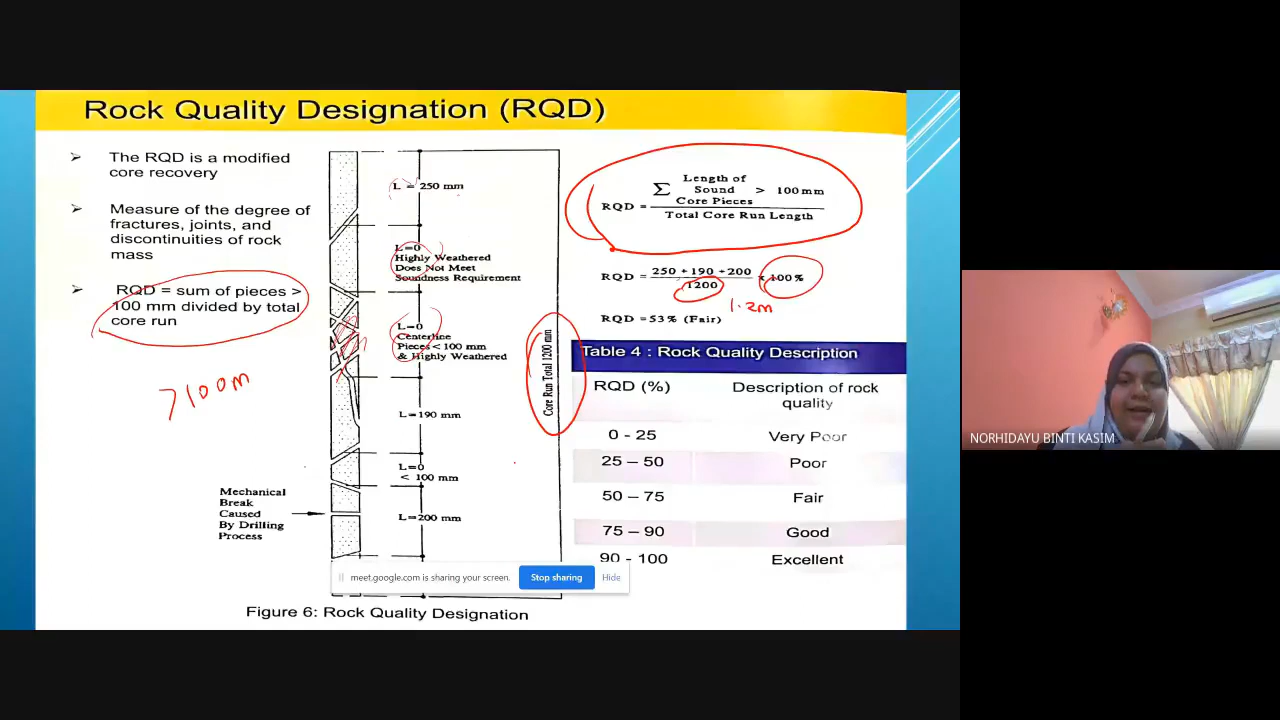 Rock Quality Designation (RQD)
The RQD is a modified
core recovery
Measure of the degree of
fractures, joints, and
discontinuities of rock
mass
RQD = sum of pieces >
100 mm divided by total
core run
>100m
Mechanical
Break
Caused
By Drilling
Process
L = 250 mm
L=0
Highly Weathered
Does Not Meet
Soundness Requirement
L=0
Centerline
Pieces < 100 mm
& Highly Weathered
L=190 mm
L=0
< 100 mm
L=200 mm
Core Run Total 1200 mm
meet.google.com is sharing your screen.
Stop sharing
Hide
Figure 6: Rock Quality Designation
RQD = Σ Length of Sound Core Pieces > 100 mm
Total Core Run Length
RQD = 250 + 190 + 200 × 100%
1200
1.2m
RQD = 53% (Fair)
Table 4 : Rock Quality Description
RQD (%) Description of rock
quality
0 - 25 Very Poor
25 – 50 Poor
50 – 75 Fair
75 – 90 Good
90 - 100 Excellent
NORHIDAYU BINTI KASIM